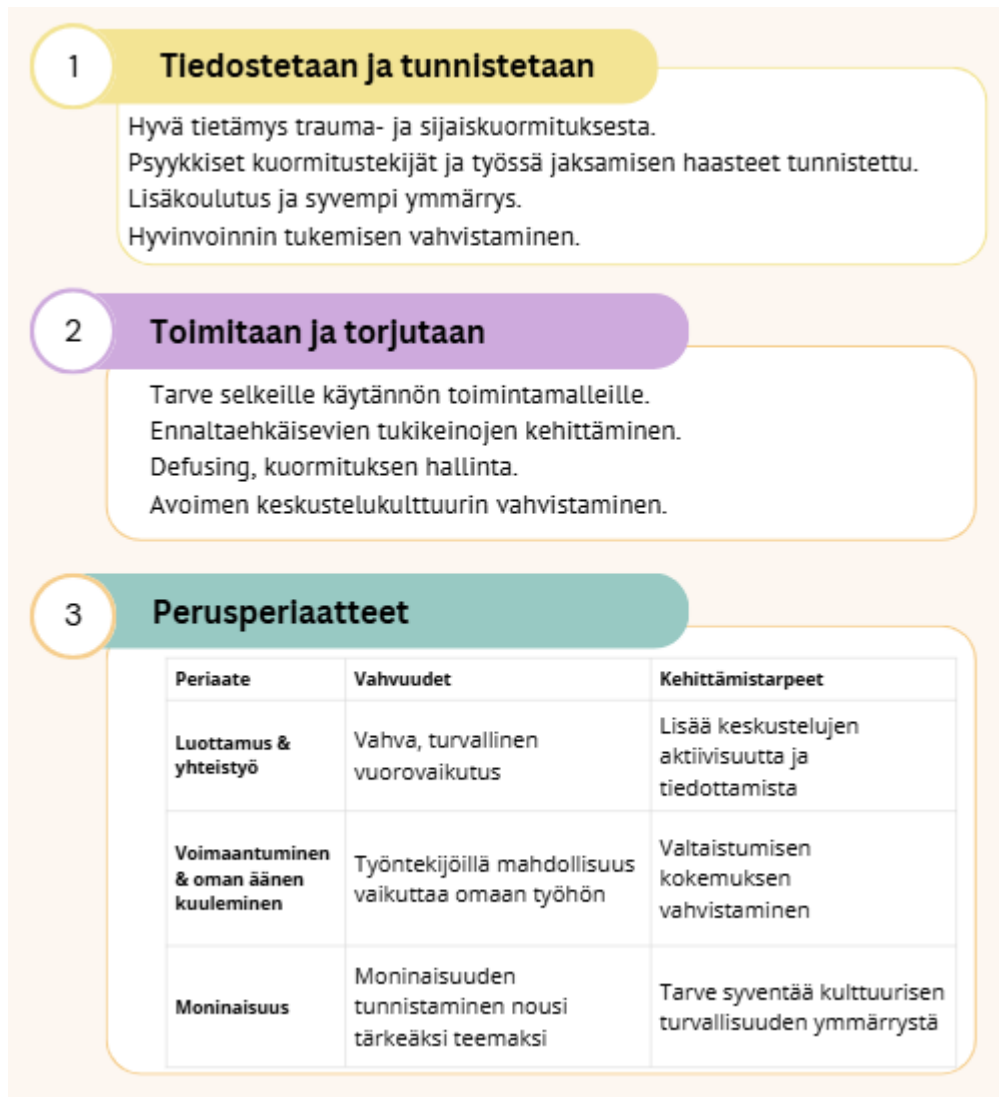 1
Tiedostetaan ja tunnistetaan
Hyvä tietämys trauma- ja sijaiskuormituksesta.
Psyykkiset kuormitustekijät ja työssä jaksamisen haasteet tunnistettu.
Lisäkoulutus ja syvempi ymmärrys.
Hyvinvoinnin tukemisen vahvistaminen.
2
Toimitaan ja torjutaan
Tarve selkeille käytännön toimintamalleille.
Ennaltaehkäisevien tukikeinojen kehittäminen.
Defusing, kuormituksen hallinta.
Avoimen keskustelukulttuurin vahvistaminen.
3
Perusperiaatteet
Periaate
Vahvuudet
Kehittämistarpeet
Luottamus &
yhteistyö
Vahva, turvallinen
vuorovaikutus
Lisää keskustelujen
aktiivisuutta ja
tiedottamista
Voimaantuminen
& oman äänen
kuuleminen
Työntekijöillä mahdollisuus
vaikuttaa omaan työhön
Valtaistumisen
kokemuksen
vahvistaminen
Moninaisuus
Moninaisuuden
tunnistaminen nousi
tärkeäksi teemaksi
Tarve syventää kulttuurisen
turvallisuuden ymmärrystä